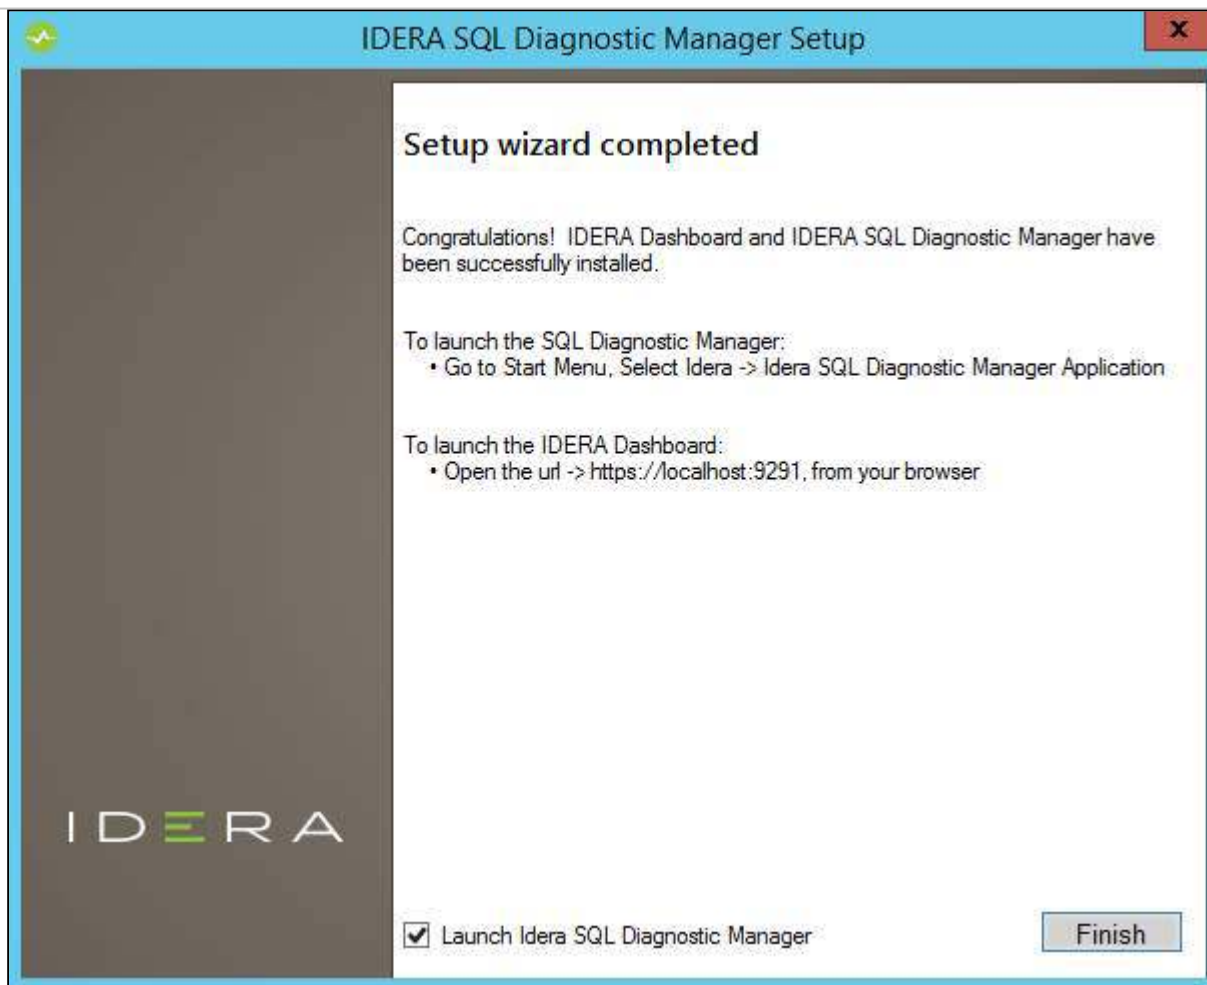 IDERA SQL Diagnostic Manager Setup
x
Setup wizard completed
Congratulations! IDERA Dashboard and IDERA SQL Diagnostic Manager have
been successfully installed.
To launch the SQL Diagnostic Manager:
• Go to Start Menu, Select Idera -> Idera SQL Diagnostic Manager Application
To launch the IDERA Dashboard:
• Open the url -> https://localhost:9291, from your browser
IDERA
Launch Idera SQL Diagnostic Manager
Finish